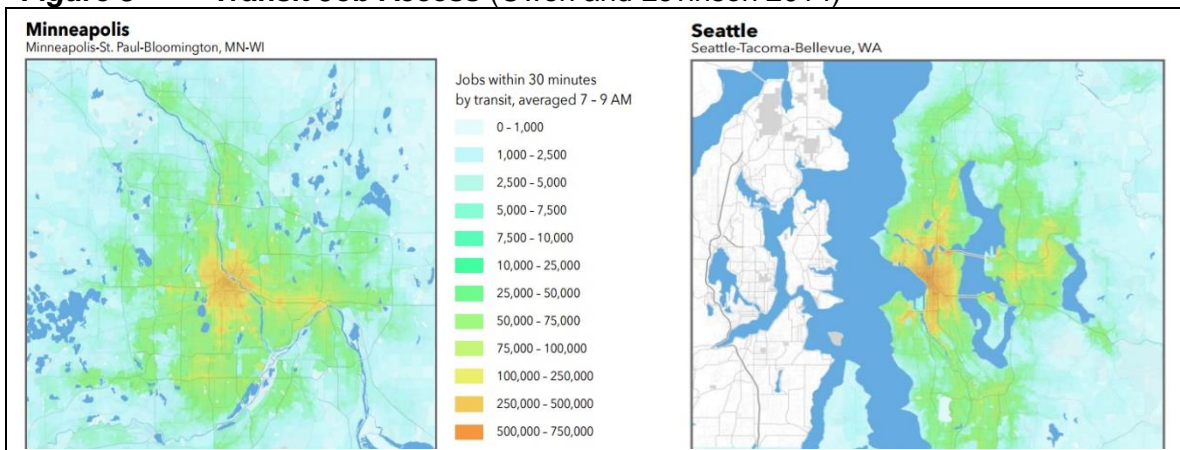 Minneapolis
Minneapolis-St. Paul-Bloomington, MN-WI
Jobs within 30 minutes
by transit, averaged 7 – 9 AM
0 – 1,000
1,000 – 2,500
2,500 – 5,000
5,000 – 7,500
7,500 – 10,000
10,000 – 25,000
25,000 – 50,000
50,000 – 75,000
75,000 – 100,000
100,000 – 250,000
250,000 – 500,000
500,000 – 750,000
Seattle
Seattle-Tacoma-Bellevue, WA